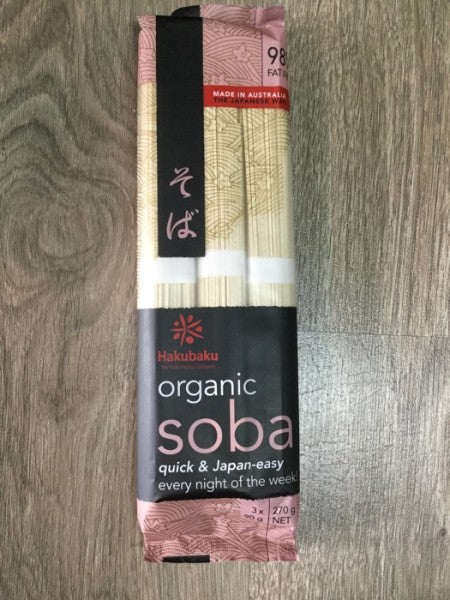 98
FAT
MADE IN AUSTRALIA
THE JAPANESE WAY
そば
Hakubaku
organic
soba
quick & Japan-easy
every night of the week!
3 x 270 g
90 g NET